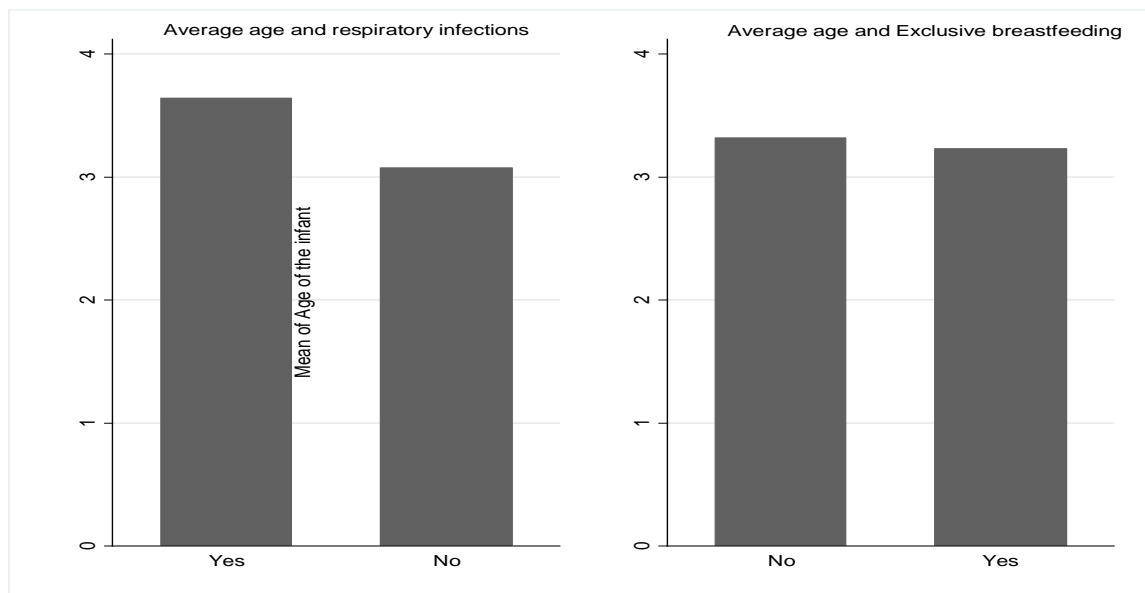 Average age and respiratory infections
4
3
2
1
0
Mean of Age of the infant
Yes No
Average age and Exclusive breastfeeding
4
3
2
1
0
No Yes